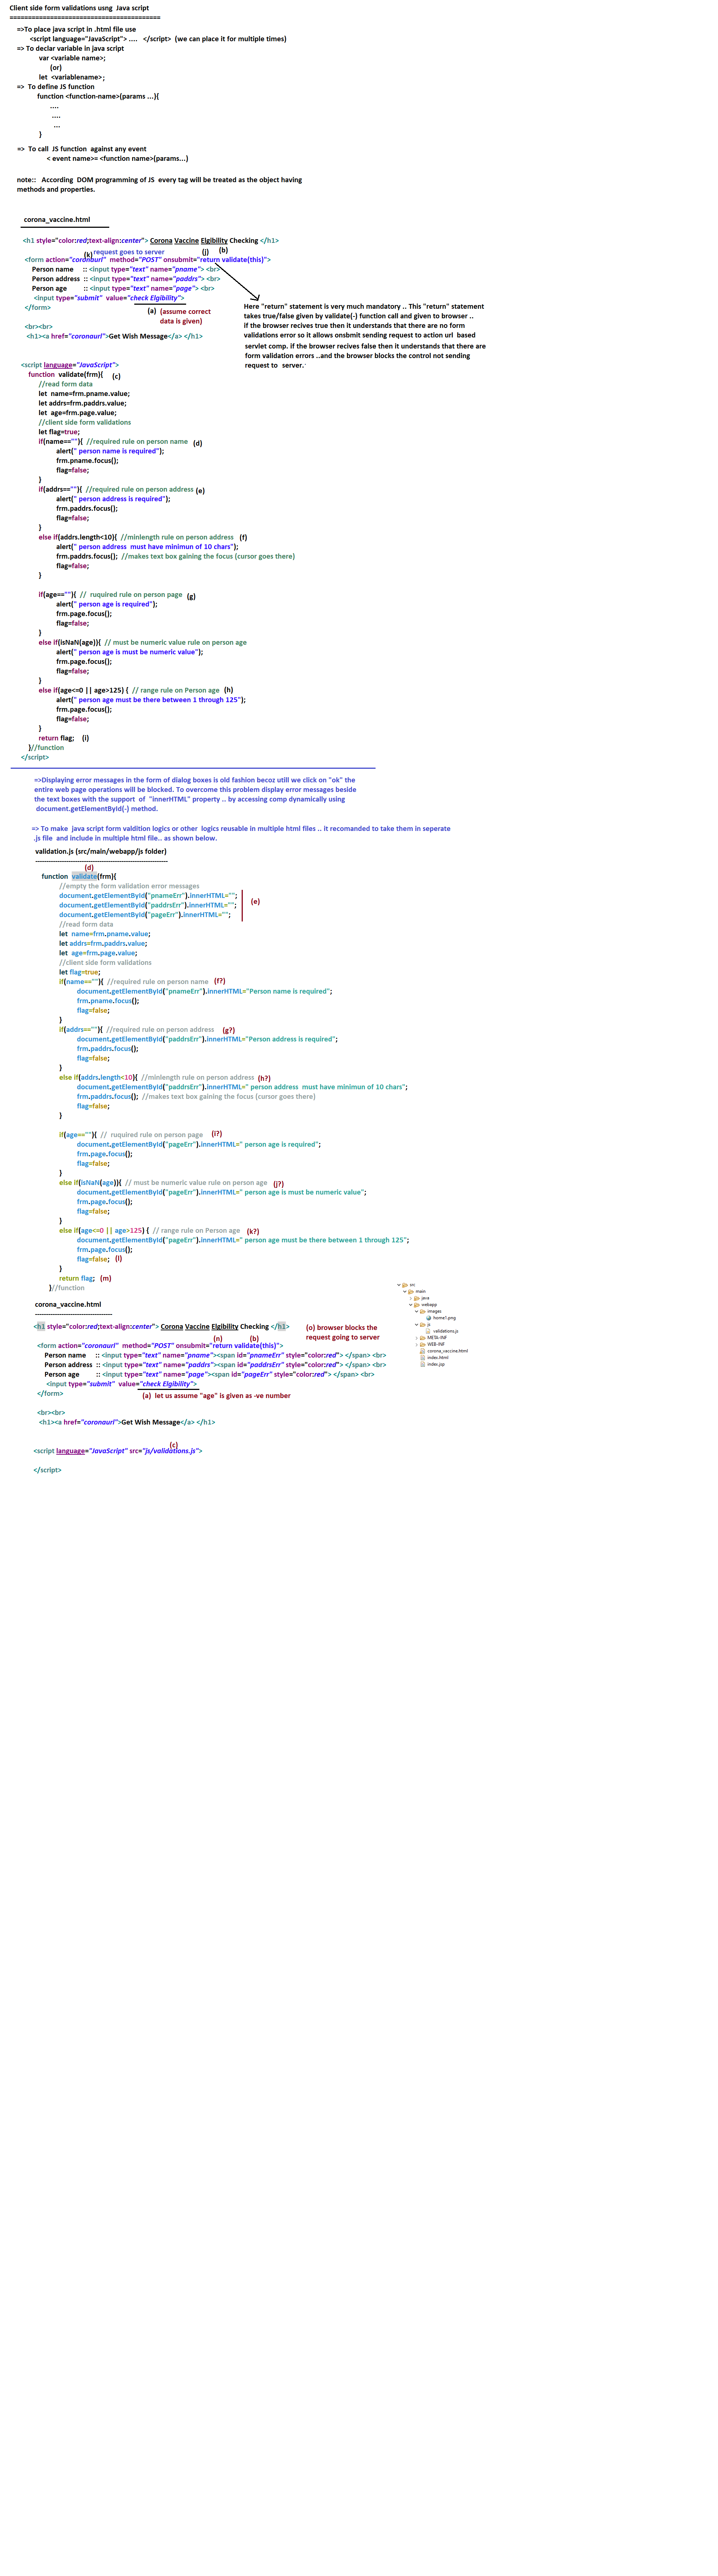 Client side form validations usng  Java script
=========================================
=>To place java script in .html file use
<script language="JavaScript"> ....   </script>  (we can place it for multiple times)
=> To declar variable in java script
var <variable name>;
(or)
let  <variablename>;
=>  To define JS function
function <function-name>(params ...){
....
....
...
}
=>  To call  JS function  against any event
< event name>= <function name>(params...)
note::   According  DOM programming of JS  every tag will be treated as the object having
methods and properties.
corona_vaccine.html
<h1 style="color:red;text-align:center"> Corona Vaccine Elgibility Checking </h1>
(k) request goes to server (j) (b)
<form action="coronaurl"  method="POST" onsubmit="return validate(this)">
Person name     :: <input type="text" name="pname"> <br>
Person address  :: <input type="text" name="paddrs"> <br>
Person age        :: <input type="text" name="page"> <br>
<input type="submit"  value="check Elgibility">
</form>
(a)  (assume correct
data is given)
Here "return" statement is very much mandatory .. This "return" statement
takes true/false given by validate(-) function call and given to browser ..
if the browser recives true then it understands that there are no form
validations error so it allows onsbmit sending request to action url  based
servlet comp. if the browser recives false then it understands that there are
form validation errors ..and the browser blocks the control not sending
request to  server.
<br><br>
<h1><a href="coronaurl">Get Wish Message</a> </h1>
<script language="JavaScript">
function  validate(frm){     (c)
//read form data
let  name=frm.pname.value;
let addrs=frm.paddrs.value;
let  age=frm.page.value;
//client side form validations
let flag=true;
if(name==""){  //required rule on person name   (d)
alert(" person name is required");
frm.pname.focus();
flag=false;
}
if(addrs==""){  //required rule on person address (e)
alert(" person address is required");
frm.paddrs.focus();
flag=false;
}
else if(addrs.length<10){  //minlength rule on person address   (f)
alert(" person address  must have minimun of 10 chars");
frm.paddrs.focus();  //makes text box gaining the focus (cursor goes there)
flag=false;
}
if(age==""){  //  ruquired rule on person page  (g)
alert(" person age is required");
frm.page.focus();
flag=false;
}
else if(isNaN(age)){  // must be numeric value rule on person age
alert(" person age is must be numeric value");
frm.page.focus();
flag=false;
}
else if(age<=0 || age>125) {  // range rule on Person age  (h)
alert(" person age must be there between 1 through 125");
frm.page.focus();
flag=false;
}
return flag;    (i)
}//function
</script>
=>Displaying error messages in the form of dialog boxes is old fashion becoz utill we click on "ok" the
entire web page operations will be blocked. To overcome this problem display error messages beside
the text boxes with the support  of  "innerHTML" property .. by accessing comp dynamically using
document.getElementById(-) method.
=> To make  java script form valdition logics or other  logics reusable in multiple html files .. it recomanded to take them in seperate
.js file  and include in multiple html file.. as shown below.
validation.js (src/main/webapp/js folder)
------------------------------------------------------------
(d)
function  validate(frm){
//empty the form validation error messages
document.getElementById("pnameErr").innerHTML="";
document.getElementById("paddrsErr").innerHTML="";   (e)
document.getElementById("pageErr").innerHTML="";
//read form data
let  name=frm.pname.value;
let addrs=frm.paddrs.value;
let  age=frm.page.value;
//client side form validations
let flag=true;
if(name==""){  //required rule on person name   (f?)
document.getElementById("pnameErr").innerHTML="Person name is required";
frm.pname.focus();
flag=false;
}
if(addrs==""){  //required rule on person address   (g?)
document.getElementById("paddrsErr").innerHTML="Person address is required";
frm.paddrs.focus();
flag=false;
}
else if(addrs.length<10){  //minlength rule on person address  (h?)
document.getElementById("paddrsErr").innerHTML=" person address  must have minimun of 10 chars";
frm.paddrs.focus();  //makes text box gaining the focus (cursor goes there)
flag=false;
}
if(age==""){  //  ruquired rule on person page   (i?)
document.getElementById("pageErr").innerHTML=" person age is required";
frm.page.focus();
flag=false;
}
else if(isNaN(age)){  // must be numeric value rule on person age   (j?)
document.getElementById("pageErr").innerHTML=" person age is must be numeric value";
frm.page.focus();
flag=false;
}
else if(age<=0 || age>125) {  // range rule on Person age   (k?)
document.getElementById("pageErr").innerHTML=" person age must be there between 1 through 125";
frm.page.focus();
flag=false;   (l)
}
return flag;   (m)
}//function
src
main
java
webapp
images
home1.png
js
validations.js
META-INF
WEB-INF
corona_vaccine.html
index.html
index.jsp
corona_vaccine.html
-----------------------------------
<h1 style="color:red;text-align:center"> Corona Vaccine Elgibility Checking </h1>
(o) browser blocks the
request going to server
(n) (b)
<form action="coronaurl"  method="POST" onsumbit="return validate(this)">
Person name     :: <input type="text" name="pname"><span id="pnameErr" style="color:red"> </span> <br>
Person address  :: <input type="text" name="paddrs"><span id="paddrsErr" style="color:red"> </span> <br>
Person age        :: <input type="text" name="page"><span id="pageErr" style="color:red"> </span> <br>
<input type="submit"  value="check Elgibility">
</form>
(a)  let us assume "age" is given as -ve number
<br><br>
<h1><a href="coronaurl">Get Wish Message</a> </h1>
(c)
<script language="JavaScript" src="js/validations.js">
</script>